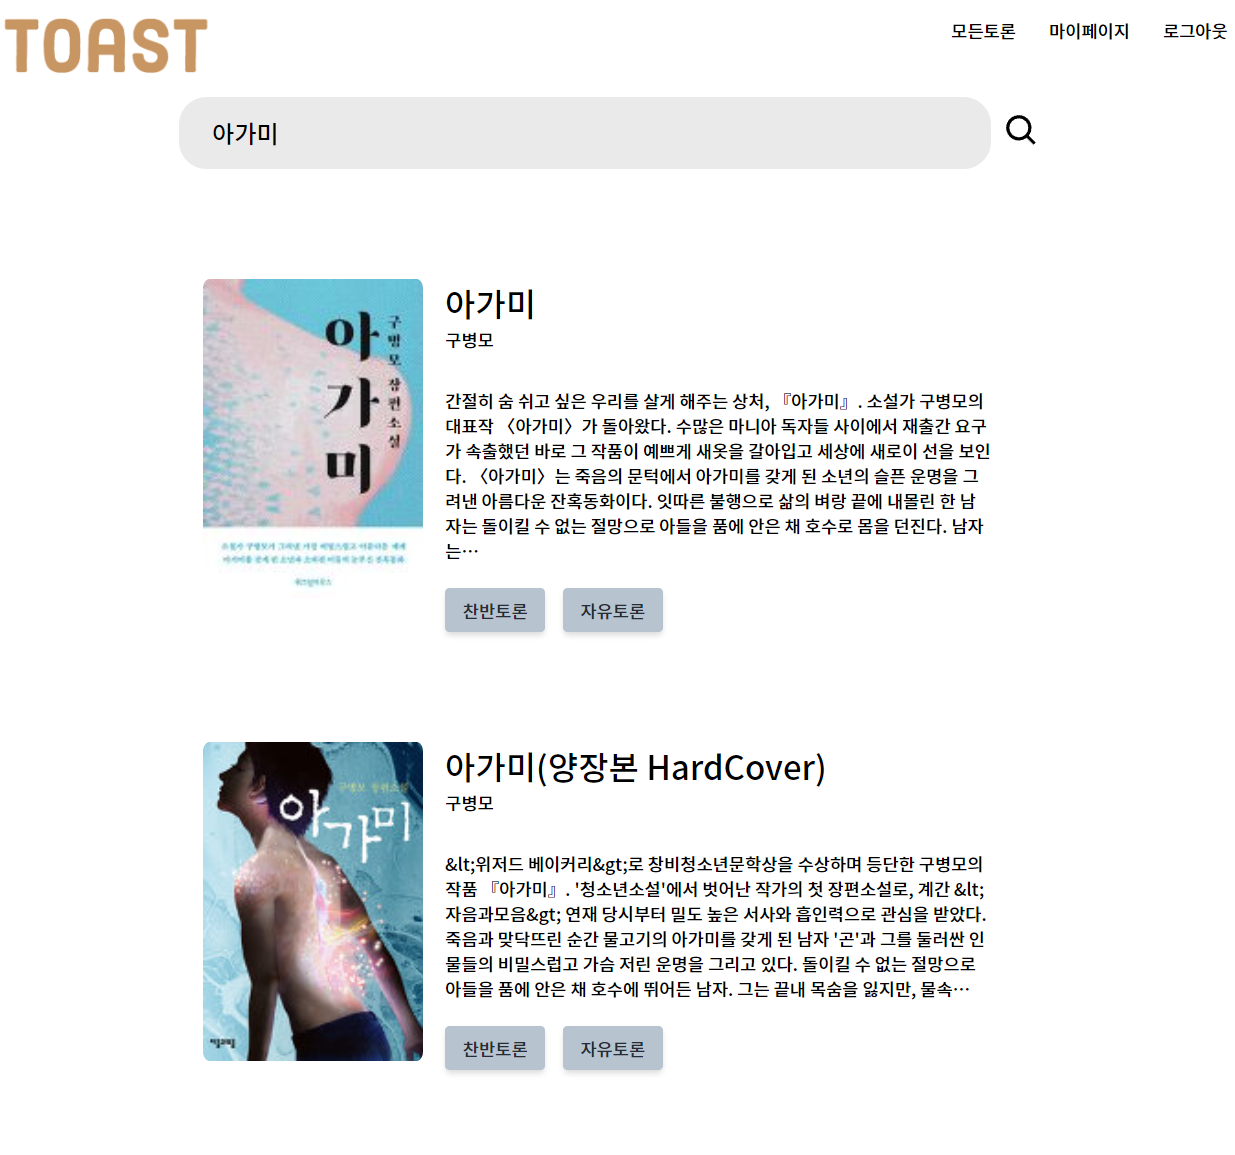 TOAST
모든토론 마이페이지 로그아웃
아가미
아가미
구병모 장편소설
위즈덤하우스
아가미
구병모
간절히 숨 쉬고 싶은 우리를 살게 해주는 상처, 『아가미』. 소설가 구병모의
대표작 〈아가미〉가 돌아왔다. 수많은 마니아 독자들 사이에서 재출간 요구
가 속출했던 바로 그 작품이 예쁘게 새옷을 갈아입고 세상에 새로이 선을 보인
다. 〈아가미〉는 죽음의 문턱에서 아가미를 갖게 된 소년의 슬픈 운명을 그
려낸 아름다운 잔혹동화이다. 잇따른 불행으로 삶의 벼랑 끝에 내몰린 한 남
자는 돌이킬 수 없는 절망으로 아들을 품에 안은 채 호수로 몸을 던진다. 남자
는…
찬반토론 자유토론
구병모 장편소설
아가미
아가미(양장본 HardCover)
구병모
&lt;위저드 베이커리&gt;로 창비청소년문학상을 수상하며 등단한 구병모의
작품 『아가미』. '청소년소설'에서 벗어난 작가의 첫 장편소설로, 계간 &lt;
자음과모음&gt; 연재 당시부터 밀도 높은 서사와 흡인력으로 관심을 받았다.
죽음과 맞닥뜨린 순간 물고기의 아가미를 갖게 된 남자 '곤'과 그를 둘러싼 인
물들의 비밀스럽고 가슴 저린 운명을 그리고 있다. 돌이킬 수 없는 절망으로
아들을 품에 안은 채 호수에 뛰어든 남자. 그는 끝내 목숨을 잃지만, 물속…
찬반토론 자유토론